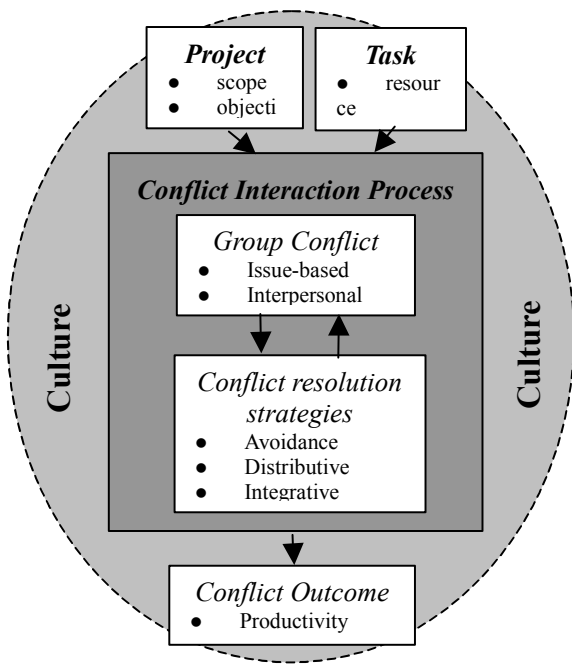 Project
● scope
● objecti
Task
● resour
ce
Conflict Interaction Process
Group Conflict
● Issue-based
● Interpersonal
Culture
Culture
Conflict resolution
strategies
● Avoidance
● Distributive
● Integrative
Conflict Outcome
● Productivity